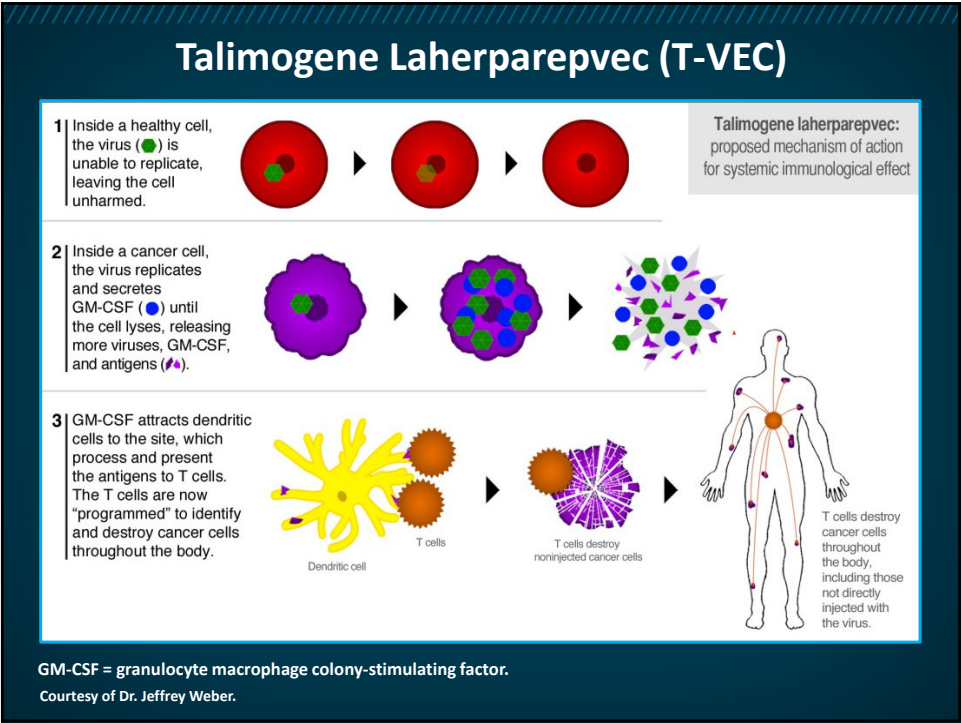 Talimogene Laherparepvec (T-VEC)
Talimogene laherparepvec:
proposed mechanism of action
for systemic immunological effect
1 Inside a healthy cell,
the virus ( ) is
unable to replicate,
leaving the cell
unharmed.
2 Inside a cancer cell,
the virus replicates
and secretes
GM-CSF ( ) until
the cell lyses, releasing
more viruses, GM-CSF,
and antigens ( ).
3 GM-CSF attracts dendritic
cells to the site, which
process and present
the antigens to T cells.
The T cells are now
“programmed” to identify
and destroy cancer cells
throughout the body.
Dendritic cell
T cells
T cells destroy
noninjected cancer cells
T cells destroy
cancer cells
throughout
the body,
including those
not directly
injected with
the virus.
GM-CSF = granulocyte macrophage colony-stimulating factor.
Courtesy of Dr. Jeffrey Weber.